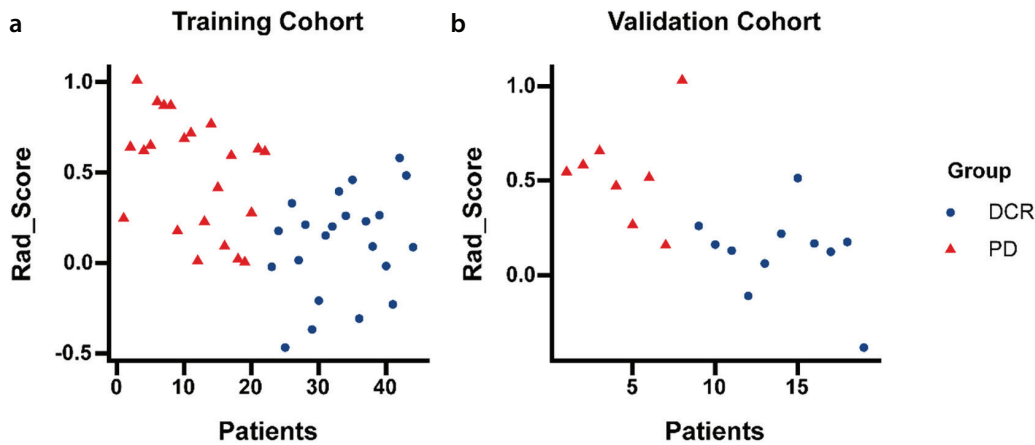 a
Training Cohort
Rad_Score
1.0
0.5
0.0
-0.5
0
10
20
30
40
Patients
b
Validation Cohort
Rad_Score
1.0
0.5
0.0
5
10
15
Patients
Group
DCR
PD